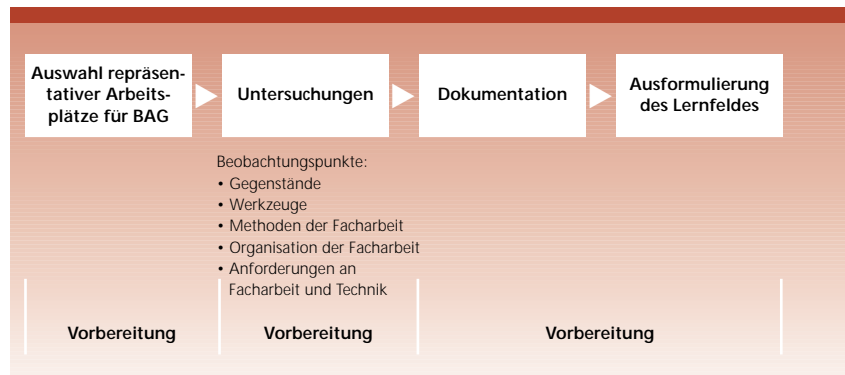 Auswahl repräsen-
tativer Arbeits-
plätze für BAG
Untersuchungen
Dokumentation
Ausformulierung
des Lernfeldes
Beobachtungspunkte:
• Gegenstände
• Werkzeuge
• Methoden der Facharbeit
• Organisation der Facharbeit
• Anforderungen an
Facharbeit und Technik
Vorbereitung
Vorbereitung
Vorbereitung